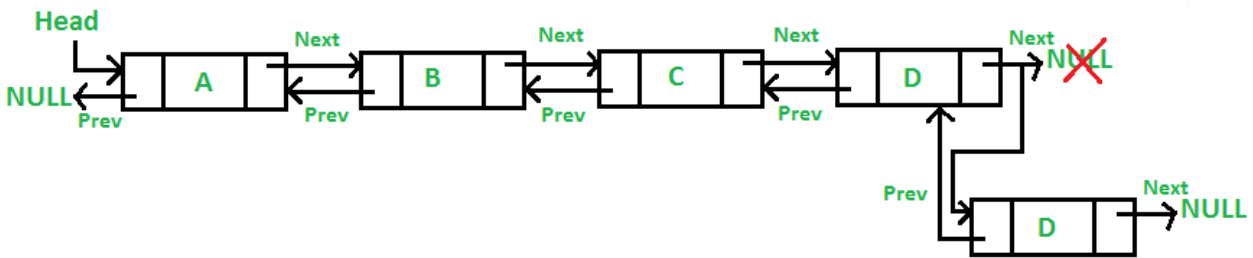 Head
Next Next Next Next
A B C D NULL
NULL
Prev Prev Prev Prev
Prev Next
D NULL